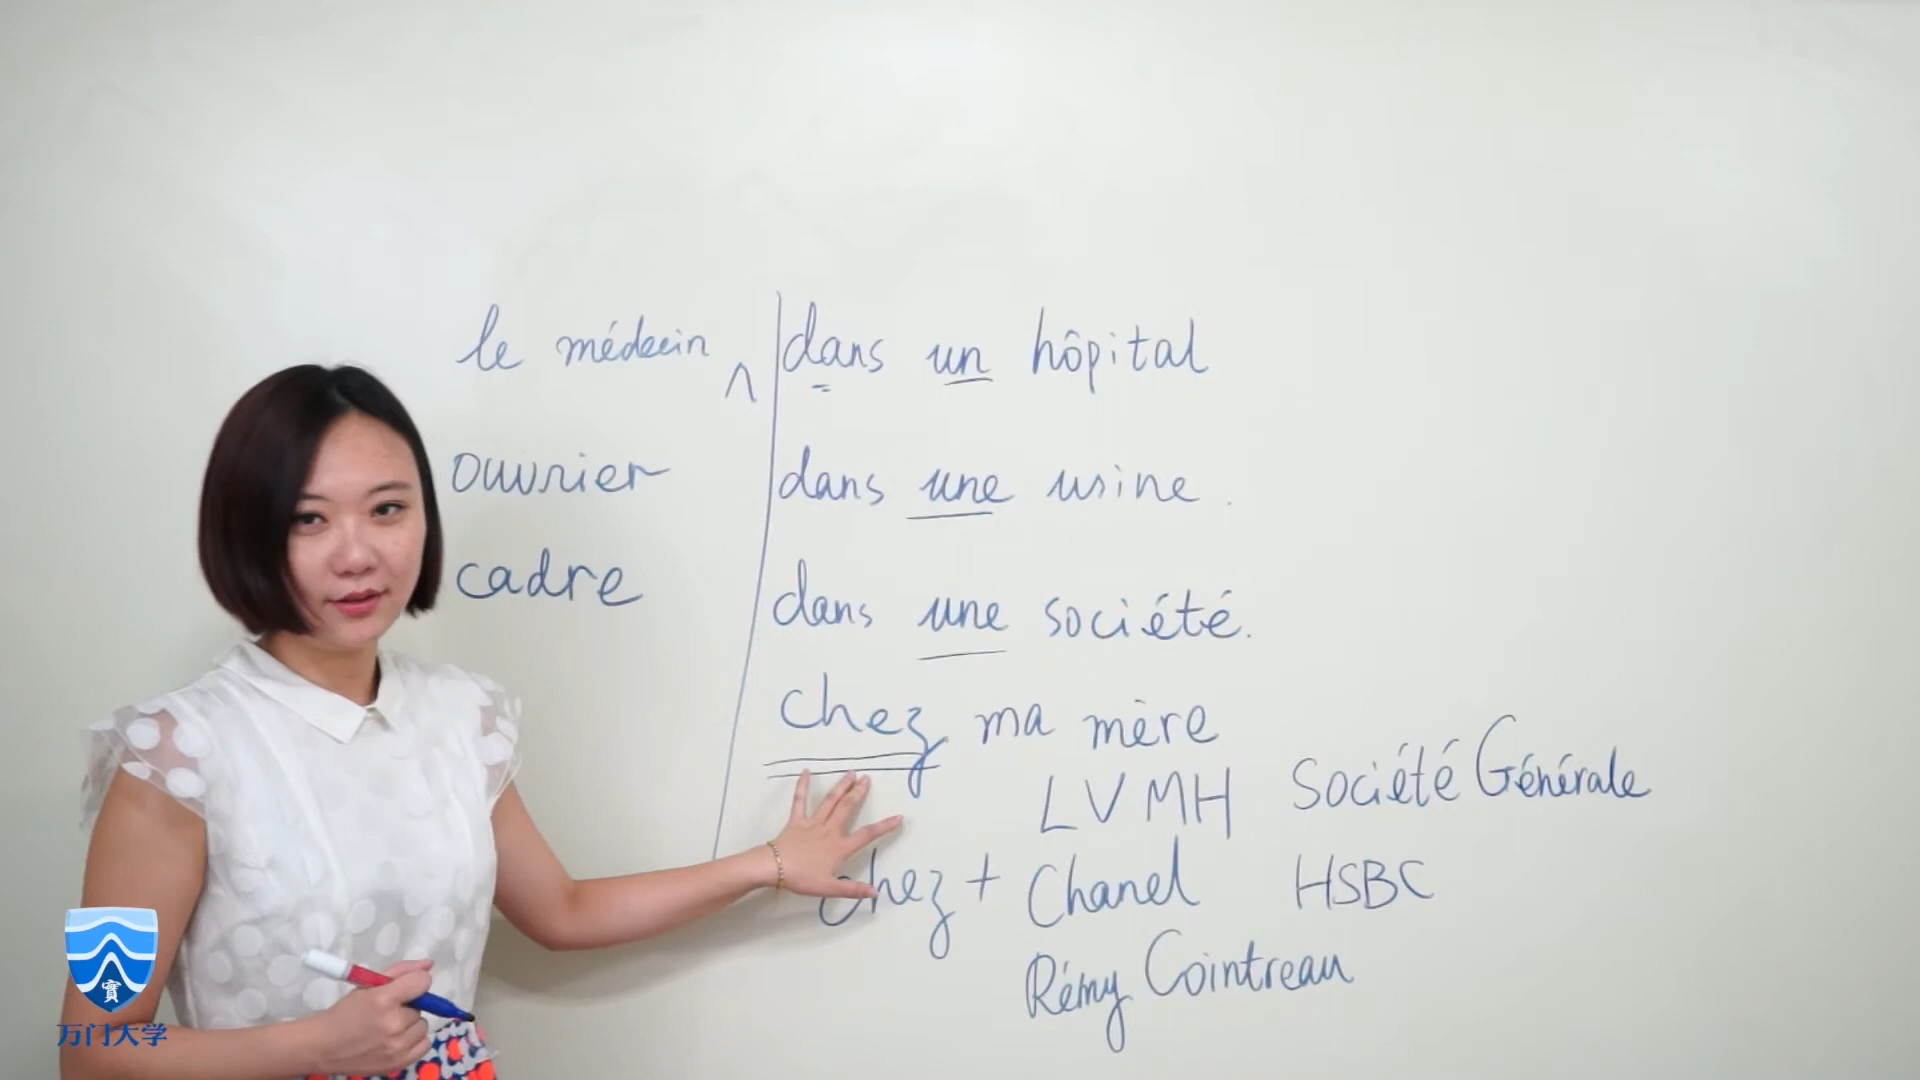 le médecin ^ dans un hôpital
ouvrier dans une usine.
cadre dans une société.
chez ma mère
LVMH Société Générale
chez + Chanel HSBC
Rémy Cointreau
寳
万门大学